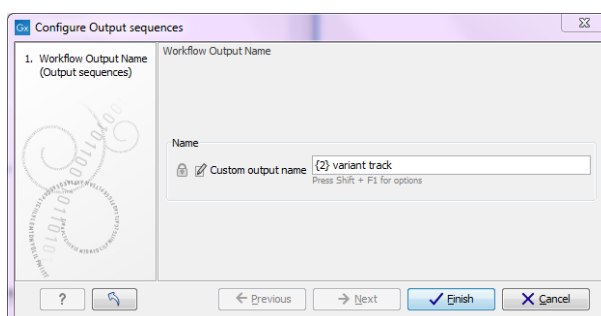 Gx Configure Output sequences
1. Workflow Output Name
(Output sequences)
Workflow Output Name
Name
Custom output name {2} variant track
Press Shift + F1 for options
? Previous Next Finish Cancel